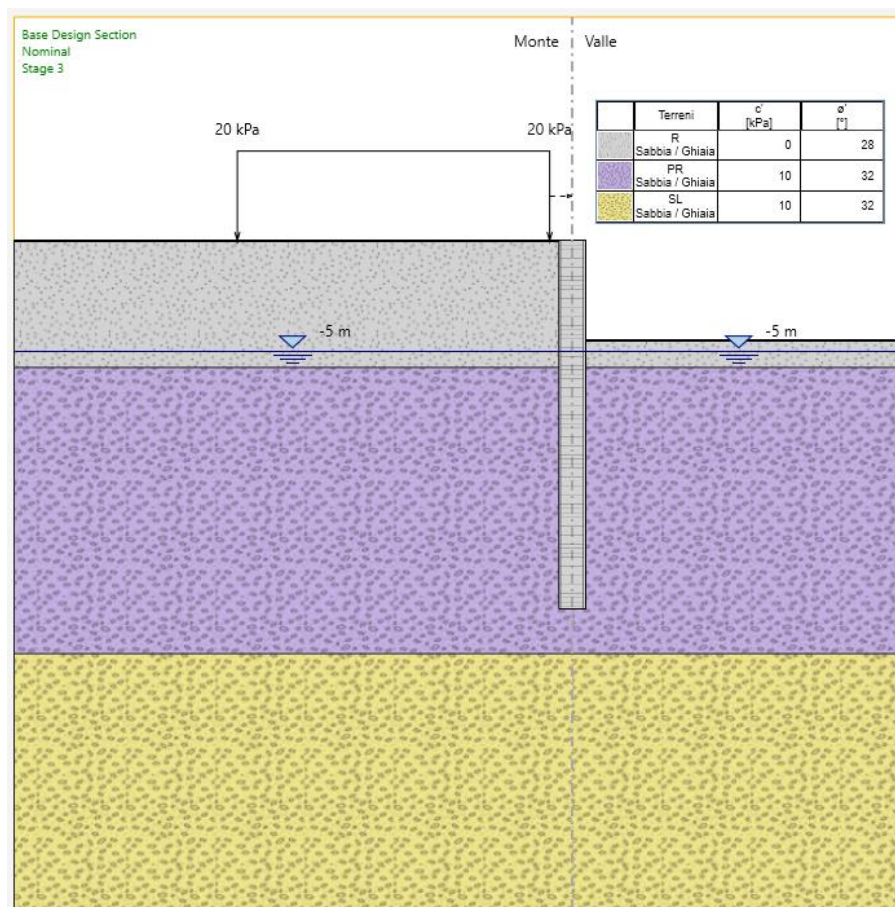 Base Design Section
Nominal
Stage 3
Monte Valle
20 kPa 20 kPa
Terreni c' ø'
[kPa] [°]
R
Sabbia / Ghiaia 0 28
PR
Sabbia / Ghiaia 10 32
SL
Sabbia / Ghiaia 10 32
-5 m -5 m